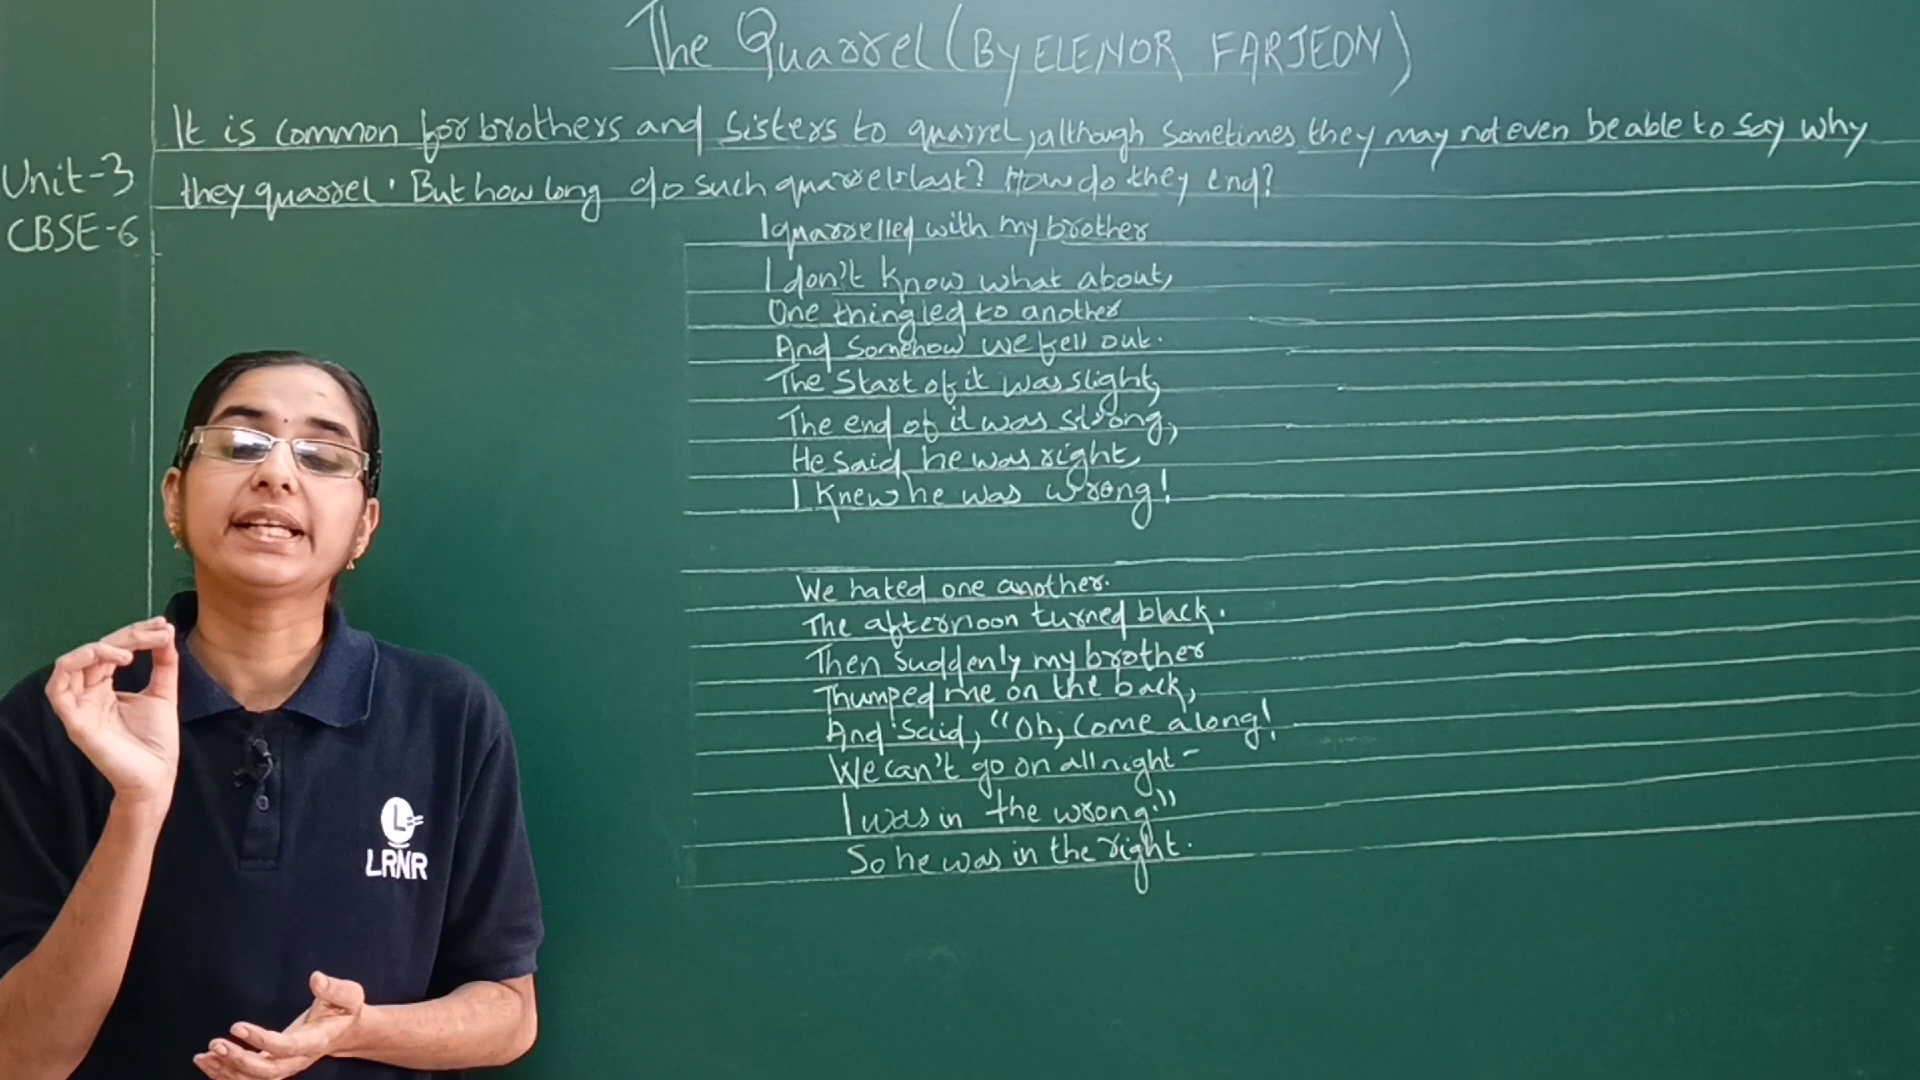 The Quarrel (By ELENOR FARJEON)
It is common for brothers and sisters to quarrel, although sometimes they may not even be able to say why
they quarrel. But how long do such quarrels last? How do they end?
Unit-3
CBSE-6
I quarrelled with my brother
I don't know what about,
One thing led to another
And somehow we fell out.
The Start of it was slight,
The end of it was strong,
He said he was right,
I knew he was wrong!
We hated one another.
The afternoon turned black.
Then suddenly my brother
Thumped me on the back,
And said, "Oh, come along!
We can't go on all night-
I was in the wrong."
So he was in the right.
L
LRNR